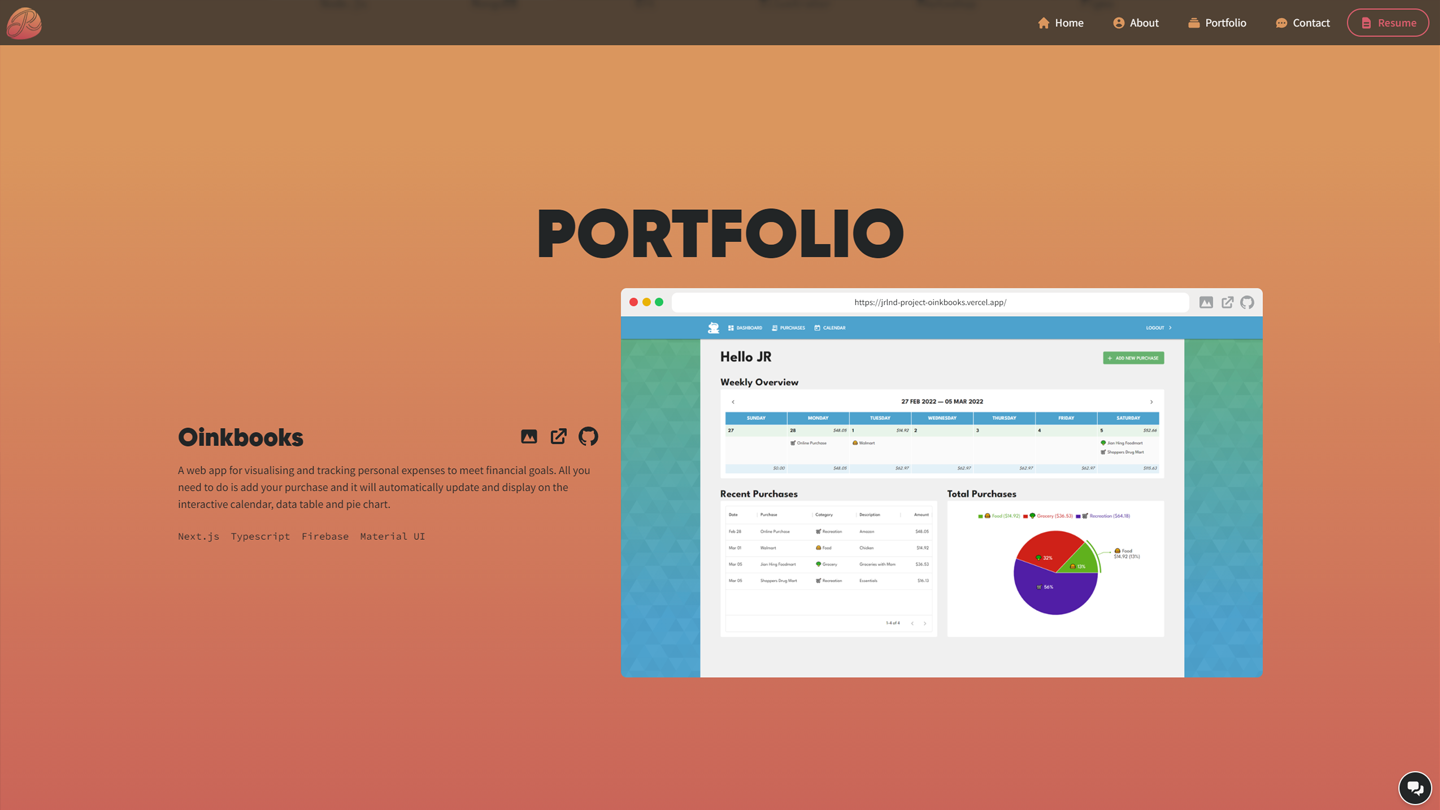 Home About Portfolio Contact Resume
PORTFOLIO
Oinkbooks
A web app for visualising and tracking personal expenses to meet financial goals. All you
need to do is add your purchase and it will automatically update and display on the
interactive calendar, data table and pie chart.
Next.js Typescript Firebase Material UI
https://jrlnd-project-oinkbooks.vercel.app/
DASHBOARD PURCHASES CALENDAR LOGOUT
Hello JR
ADD NEW PURCHASE
Weekly Overview
27 FEB 2022 — 05 MAR 2022
SUNDAY MONDAY TUESDAY WEDNESDAY THURSDAY FRIDAY SATURDAY
27 28 $48.05 1 $14.92 2 3 4 5 $52.66
Online Purchase Walmart Jian Hing Foodmart
Shoppers Drug Mart
$0.00 $48.05 $62.97 $62.97 $62.97 $62.97 $115.63
Recent Purchases
Date Purchase Category Description Amount
Feb 28 Online Purchase Recreation Amazon $48.05
Mar 01 Walmart Food Chicken $14.92
Mar 05 Jian Hing Foodmart Grocery Groceries with Mom $36.53
Mar 05 Shoppers Drug Mart Recreation Essentials $16.13
1–4 of 4
Total Purchases
Food ($14.92) Grocery ($36.53) Recreation ($64.18)
32%
13%
56%
Food
$14.92 (13%)